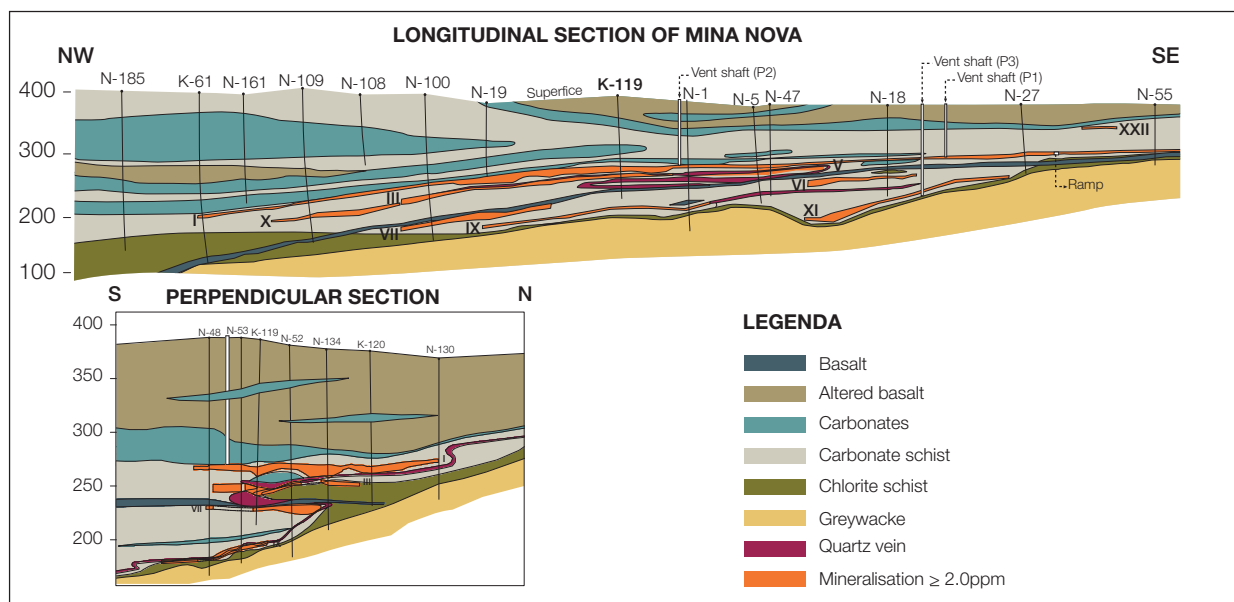 LONGITUDINAL SECTION OF MINA NOVA
NW
SE
N-185
K-61
N-161
N-109
N-108
N-100
N-19
Superfice
K-119
Vent shaft (P2)
N-1
N-5
N-47
N-18
Vent shaft (P3)
Vent shaft (P1)
N-27
N-55
400
300
200
100
I
X
III
VII
IX
V
VI
XI
XXII
Ramp
S
PERPENDICULAR SECTION
N
N-48
N-53
K-119
N-52
N-134
K-120
N-130
400
350
300
250
200
I
III
VII
LEGENDA
Basalt
Altered basalt
Carbonates
Carbonate schist
Chlorite schist
Greywacke
Quartz vein
Mineralisation ≥ 2.0ppm